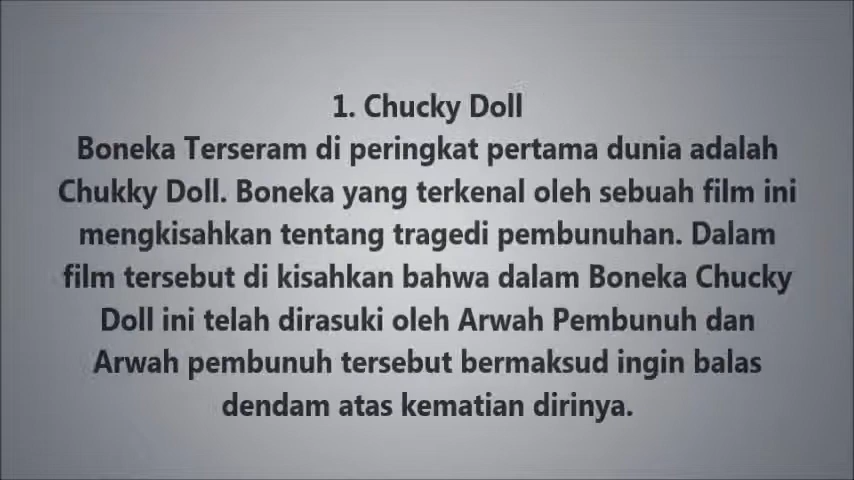 1. Chucky Doll
Boneka Terseram di peringkat pertama dunia adalah
Chukky Doll. Boneka yang terkenal oleh sebuah film ini
mengkisahkan tentang tragedi pembunuhan. Dalam
film tersebut di kisahkan bahwa dalam Boneka Chucky
Doll ini telah dirasuki oleh Arwah Pembunuh dan
Arwah pembunuh tersebut bermaksud ingin balas
dendam atas kematian dirinya.